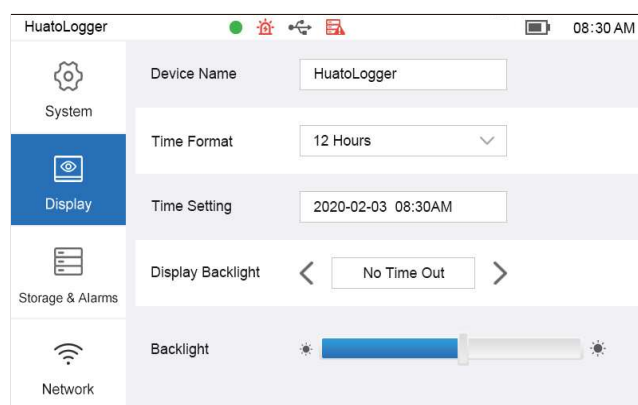 HuatoLogger
08:30 AM
System
Display
Storage & Alarms
Network
Device Name
HuatoLogger
Time Format
12 Hours
Time Setting
2020-02-03 08:30AM
Display Backlight
No Time Out
Backlight